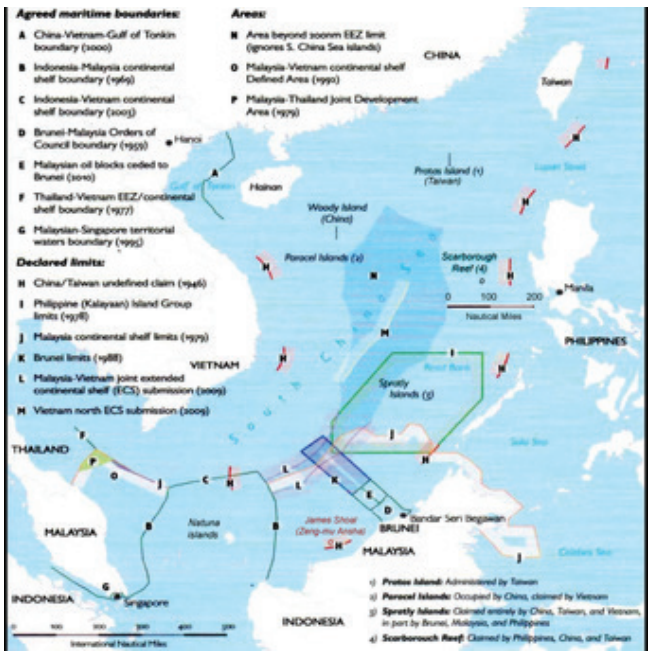 Agreed maritime boundaries:
A China-Vietnam-Gulf of Tonkin
boundary (2000)
B Indonesia-Malaysia continental
shelf boundary (1969)
C Indonesia-Vietnam continental
shelf boundary (2003)
D Brunei-Malaysia Orders of
Council boundary (1959)
E Malaysian oil blocks ceded to
Brunei (2010)
F Thailand-Vietnam EEZ/continental
shelf boundary (1977)
G Malaysian-Singapore territorial
waters boundary (1995)
Declared limits:
H China/Taiwan undefined claim (1946)
I Philippine (Kalayaan) Island Group
limits (1978)
J Malaysia continental shelf limits (1979)
K Brunei limits (1988)
L Malaysia-Vietnam joint extended
continental shelf (ECS) submission (2009)
M Vietnam north ECS submission (2009)
Areas:
N Area beyond 200nm EEZ limit
(ignores S. China Sea islands)
O Malaysia-Vietnam continental shelf
Defined Area (1992)
P Malaysia-Thailand Joint Development
Area (1979)
CHINA
Taiwan
Hanoi
A
H
Gulf of Tonkin
Hainan
Pratas Island (1)
(Taiwan)
Luzon Strait
Woody Island
(China)
H
Paracel Islands (2)
Scarborough
Reef (4)
H
H
N
0 100 200
Nautical Miles
Manila
PHILIPPINES
M
South China Sea
VIETNAM
H
I
Reed Bank
H
Spratly
Islands (3)
THAILAND
F
P
O
J
C
H
L
L
J
H
Sulu Sea
K
E
D
Bandar Seri Begawan
BRUNEI
B
Natuna
islands
B
James Shoal
(Zeng-mu Ansha)
H
MALAYSIA
MALAYSIA
J
Celebes Sea
G
Singapore
INDONESIA
INDONESIA
0 100 200 400 500
International Nautical Miles
1) Pratas Island: Administered by Taiwan
2) Paracel Islands: Occupied by China, claimed by Vietnam
3) Spratly Islands: Claimed entirely by China, Taiwan, and Vietnam,
in part by Brunei, Malaysia, and Philippines
4) Scarborough Reef: Claimed by Philippines, China, and Taiwan